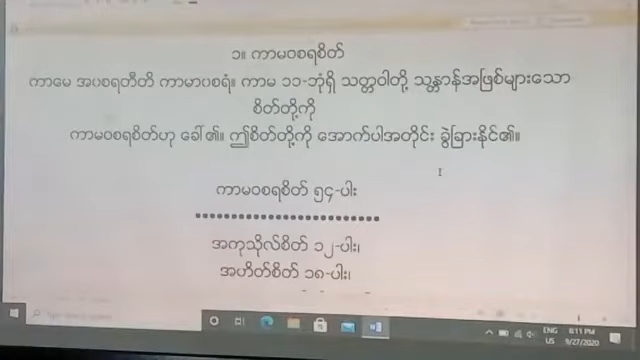 ၁။ ကာမဝစရစိတ်
ကာမေ အပစရတီတိ ကာမာပစရံ။ ကာမ ၁၁-ဘုံရှိ သတ္တဝါတို့ သန္တာန်အဖြစ်များသော
စိတ်တို့ကို
ကာမဝစရစိတ်ဟု ခေါ်၏။ ဤစိတ်တို့ကို အောက်ပါအတိုင်း ခွဲခြားနိုင်၏။
ကာမဝစရစိတ် ၅၄-ပါး
အကုသိုလ်စိတ် ၁၂-ပါး၊
အဟိတ်စိတ် ၁၈-ပါး၊
ENG
US
8:11 PM
9/27/2020